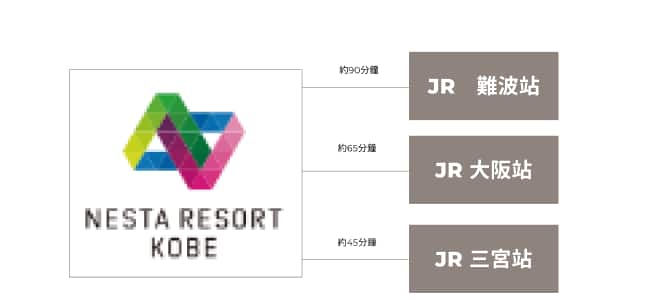 約90分鐘
JR 難波站
NESTA RESORT
KOBE
約65分鐘
JR 大阪站
約45分鐘
JR 三宮站